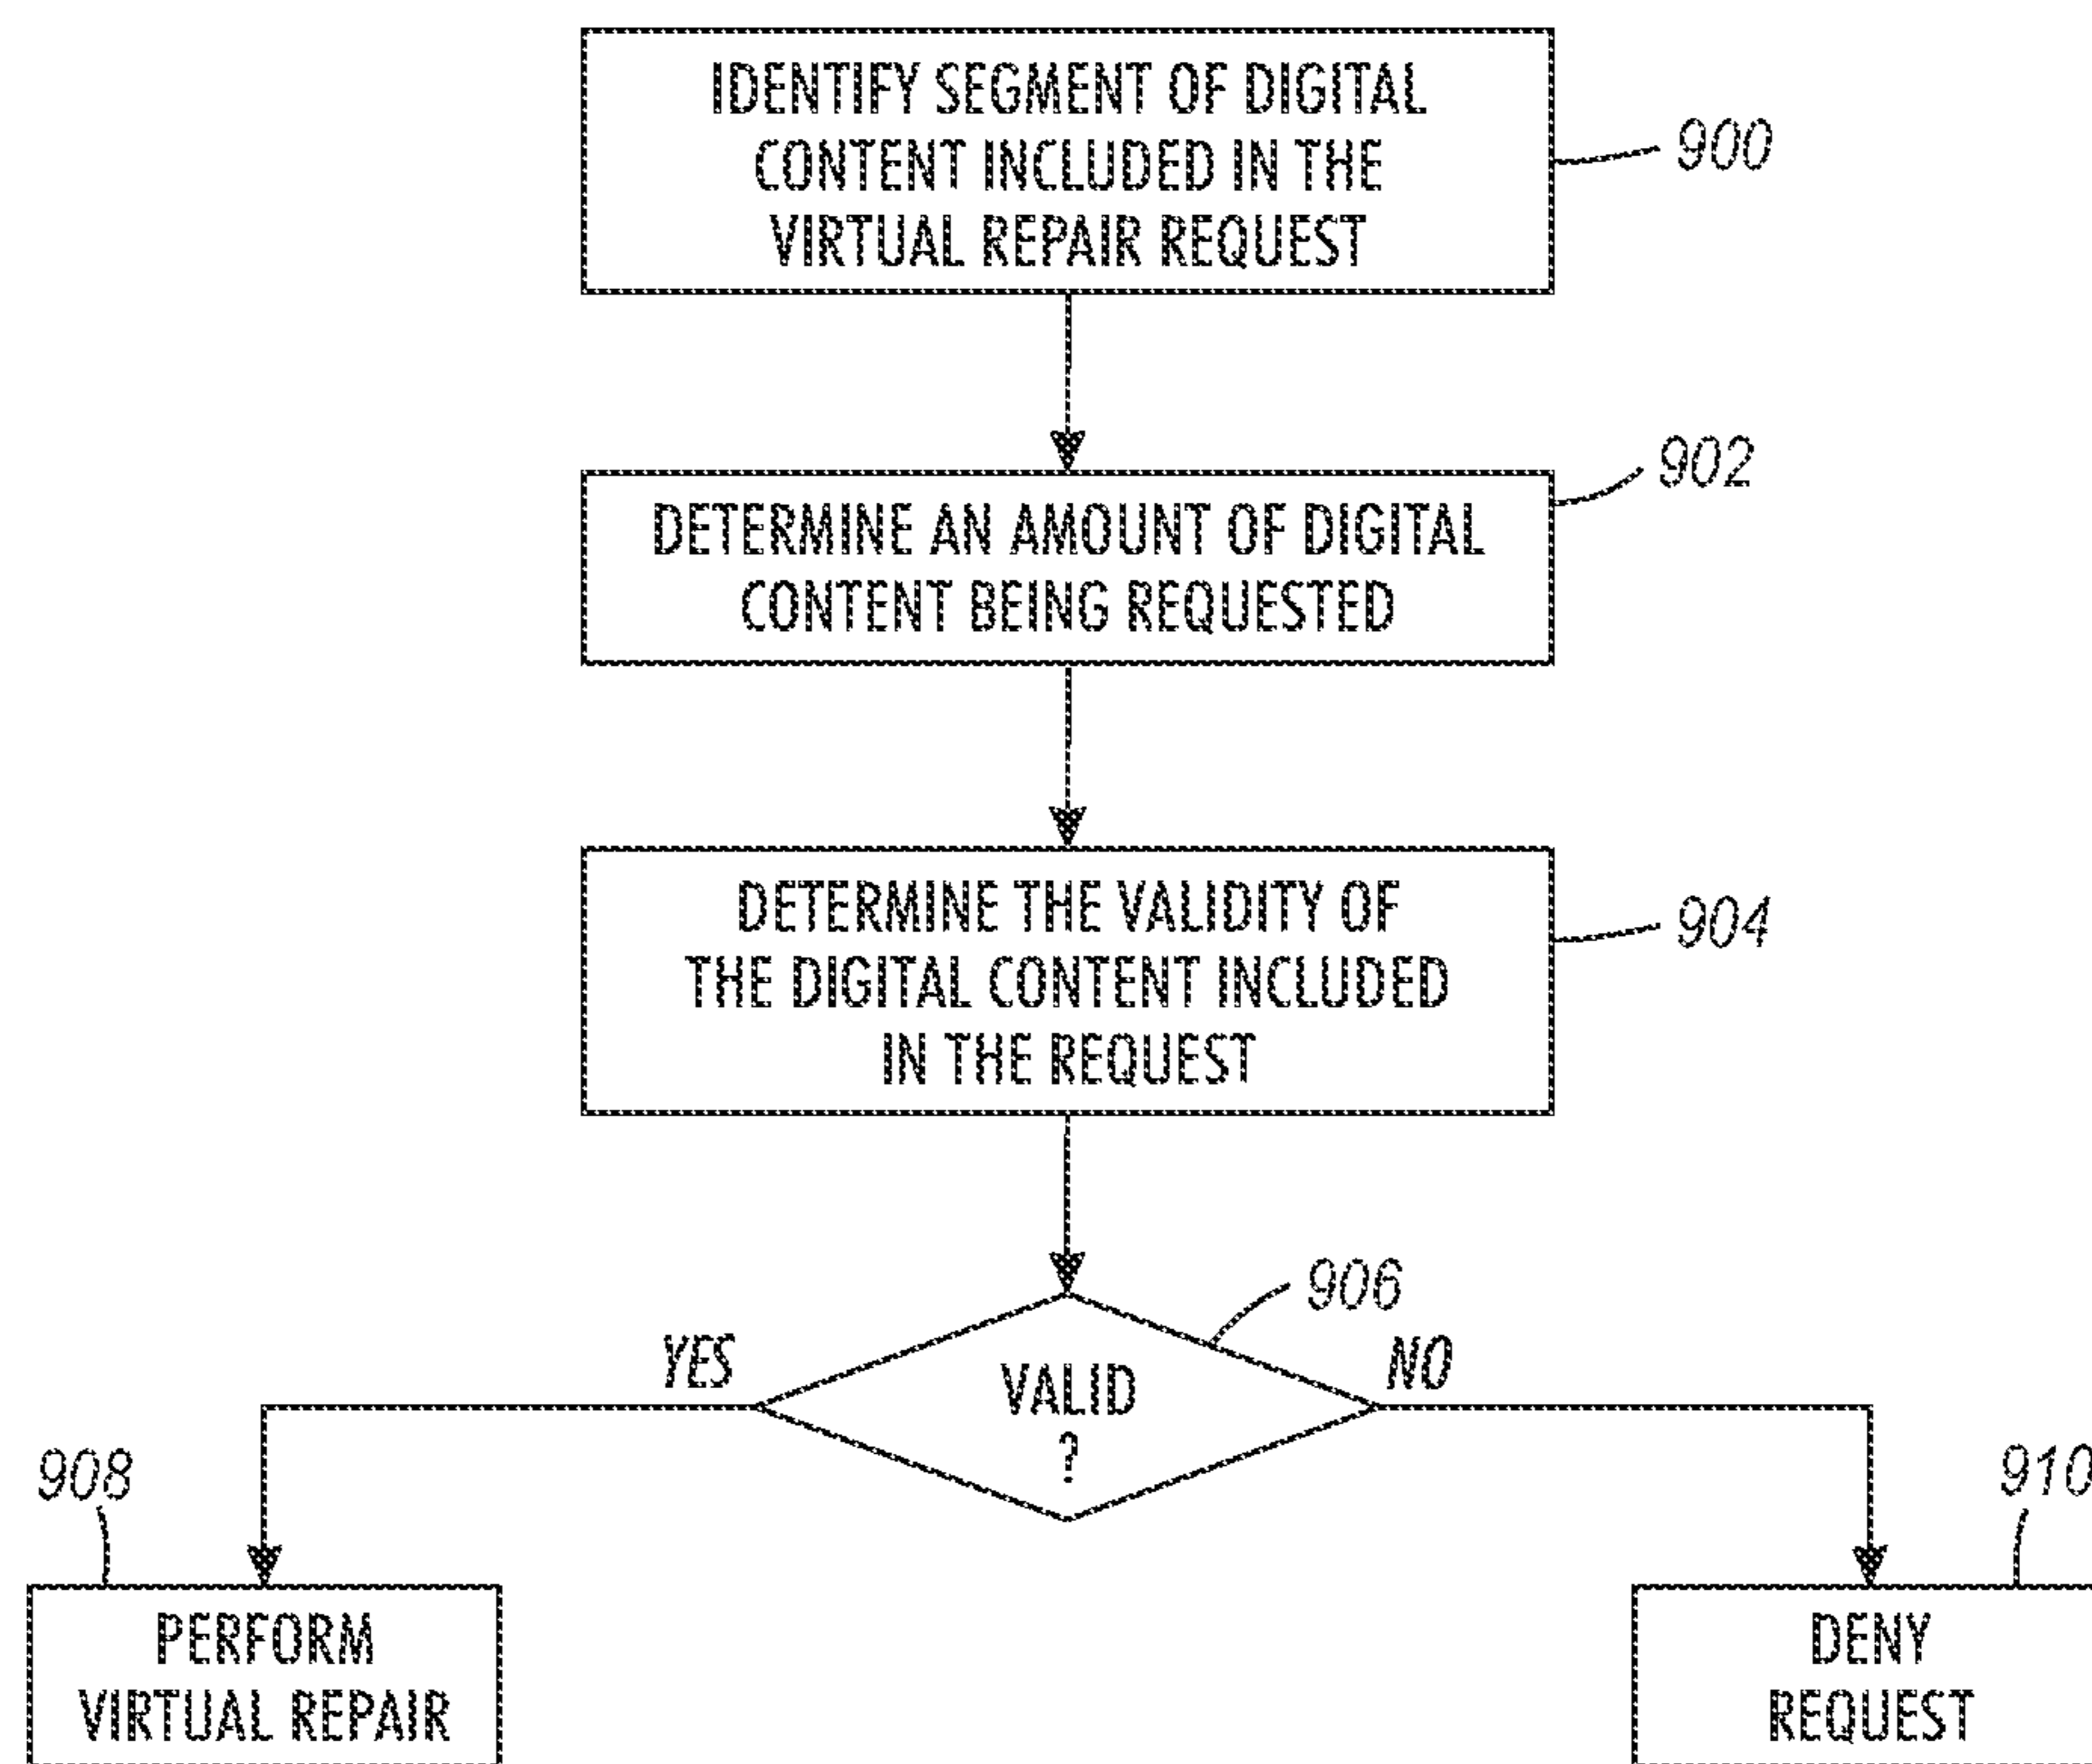 IDENTIFY SEGMENT OF DIGITAL
CONTENT INCLUDED IN THE
VIRTUAL REPAIR REQUEST
900
DETERMINE AN AMOUNT OF DIGITAL
CONTENT BEING REQUESTED
902
DETERMINE THE VALIDITY OF
THE DIGITAL CONTENT INCLUDED
IN THE REQUEST
904
906
YES
VALID
?
NO
908
PERFORM
VIRTUAL REPAIR
910
DENY
REQUEST